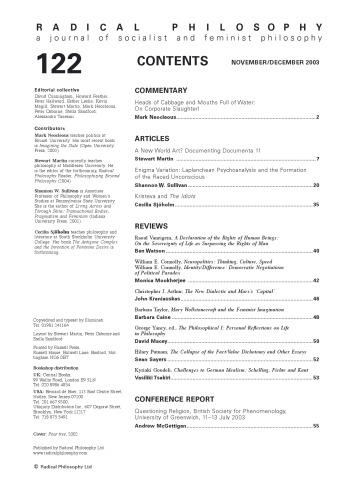 RADICAL PHILOSOPHY
a journal of socialist and feminist philosophy
122
CONTENTS
NOVEMBER/DECEMBER 2003
Editorial collective
David Cunningham, Howard Feather,
Peter Hallward, Esther Leslie, Kevin
Magill, Stewart Martin, Mark Neocleous,
Peter Osborne, Stella Sandford,
Alessandra Tanesini
Contributors
Mark Neocleous teaches politics at
Brunel University. His most recent book
is Imagining the State (Open University
Press, 2003)
Stewart Martin currently teaches
philosophy at Middlesex University. He
is the editor of the forthcoming Radical
Philosophy Reader, Philosophizing Beyond
Philosophy (2004)
Shannon W. Sullivan is Associate
Professor of Philosophy and Women's
Studies at Pennsylvania State University.
She is the author of Living Across and
Through Skins: Transactional Bodies,
Pragmatism and Feminism (Indiana
University Press, 2001)
Cecilia Sjöholm teaches philosophy and
literature at South Stockholm University
College. Her book The Antigone Complex
and the Invention of Feminine Desire is
forthcoming
Copyedited and typeset by Illuminati
Tel: 01981 241164
Layout by Stewart Martin, Peter Osborne and
Stella Sandford
Printed by Russell Press,
Russell House, Bulwell Lane, Basford, Not-
tingham NG6 0BT
Bookshop distribution
UK: Central Books,
99 Wallis Road, London E9 5LN
Tel: 020 8986 4854
USA: Bernard de Boer, 113 East Centre Street,
Nutley, New Jersey 07100
Tel: 201 667 9300;
Ubiquity Distributors Inc., 607 Degraw Street,
Brooklyn, New York 11217
Tel: 718 875 5491
Cover: Pear tree, 2003
Published by Radical Philosophy Ltd.
www.radicalphilosophy.com
© Radical Philosophy Ltd
COMMENTARY
Heads of Cabbage and Mouths Full of Water:
On Corporate Slaughter!
Mark Neocleous ... 2
ARTICLES
A New World Art? Documenting Documenta 11
Stewart Martin ... 7
Enigma Variation: Laplanchean Psychoanalysis and the Formation
of the Raced Unconscious
Shannon W. Sullivan ... 20
Kristeva and The Idiots
Cecilia Sjöholm ... 35
REVIEWS
Raoul Vaneigem, A Declaration of the Rights of Human Beings:
On the Sovereignty of Life as Surpassing the Rights of Man
Ben Watson ... 40
William E. Connolly, Neuropolitics: Thinking, Culture, Speed
William E. Connolly, Identity/Difference: Democratic Negotiations
of Political Paradox
Monica Mookherjee ... 42
Christopher J. Arthur, The New Dialectic and Marx's 'Capital'
John Kraniauskas ... 46
Barbara Taylor, Mary Wollstonecraft and the Feminist Imagination
Barbara Caine ... 48
George Yancy, ed., The Philosophical I: Personal Reflections on Life
in Philosophy
David Macey ... 50
Hilary Putnam, The Collapse of the Fact/Value Dichotomy and Other Essays
Sean Sayers ... 52
Kyriaki Goudeli, Challenges to German Idealism: Schelling, Fichte and Kant
Vasiliki Tsakiri ... 53
CONFERENCE REPORT
Questioning Religion, British Society for Phenomenology,
University of Greenwich, 11–13 July 2003
Andrew McGettigan ... 55